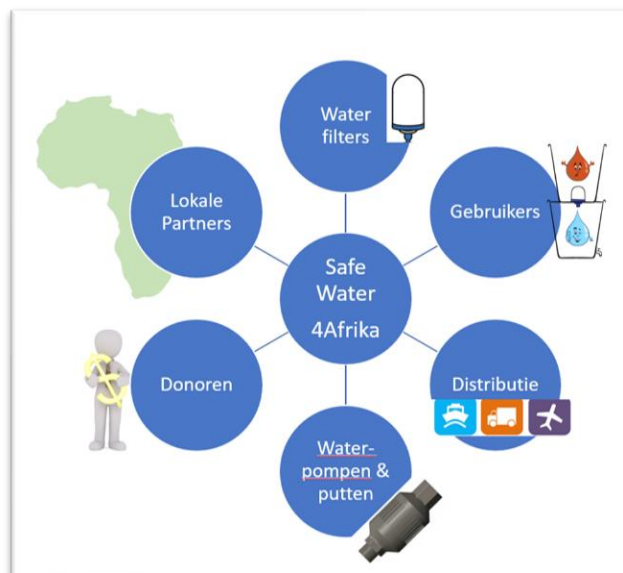 Water
filters
Lokale
Partners
Gebruikers
Safe
Water
4Afrika
Donoren
Distributie
Water-
pompen &
putten